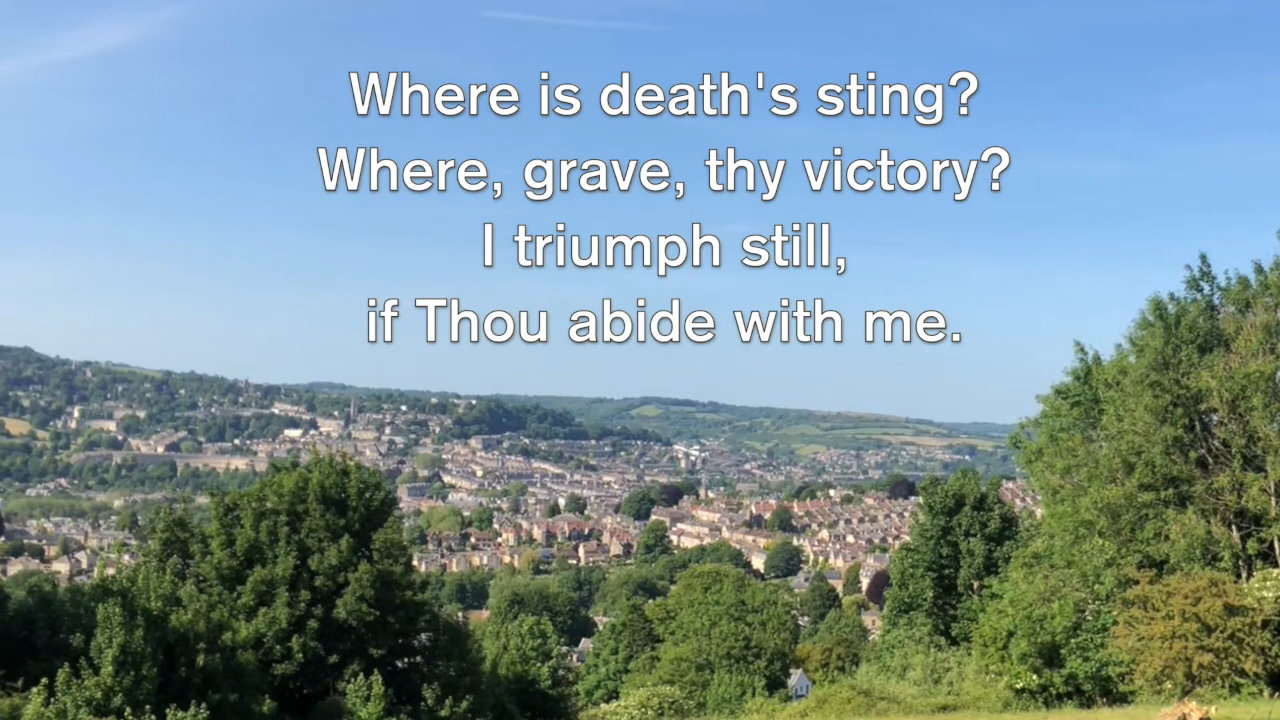 Where is death's sting?
Where, grave, thy victory?
I triumph still,
if Thou abide with me.